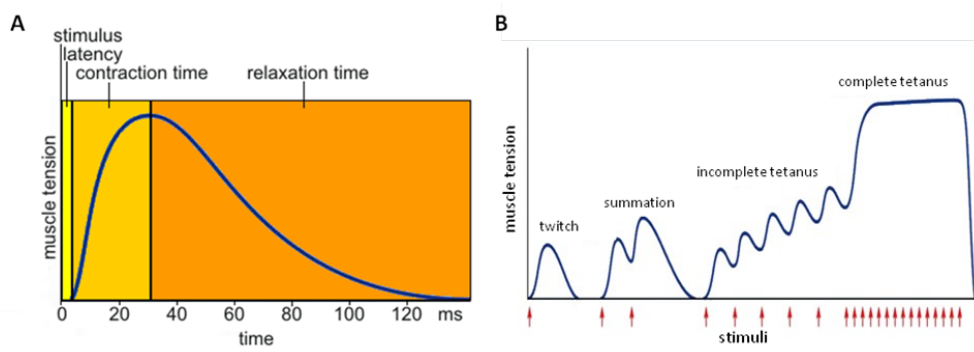 A
stimulus
latency
contraction time
relaxation time
muscle tension
0
20
40
60
80
100
120
ms
time
B
complete tetanus
incomplete tetanus
summation
twitch
muscle tension
stimuli